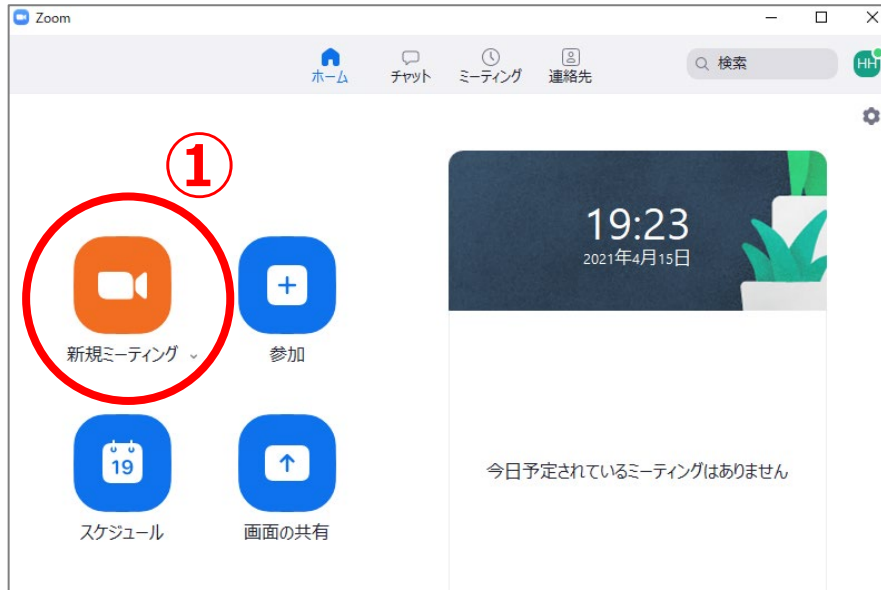 Zoom
ホーム
チャット
ミーティング
連絡先
検索
HH
①
19:23
2021年4月15日
新規ミーティング
参加
19
スケジュール
画面の共有
今日予定されているミーティングはありません